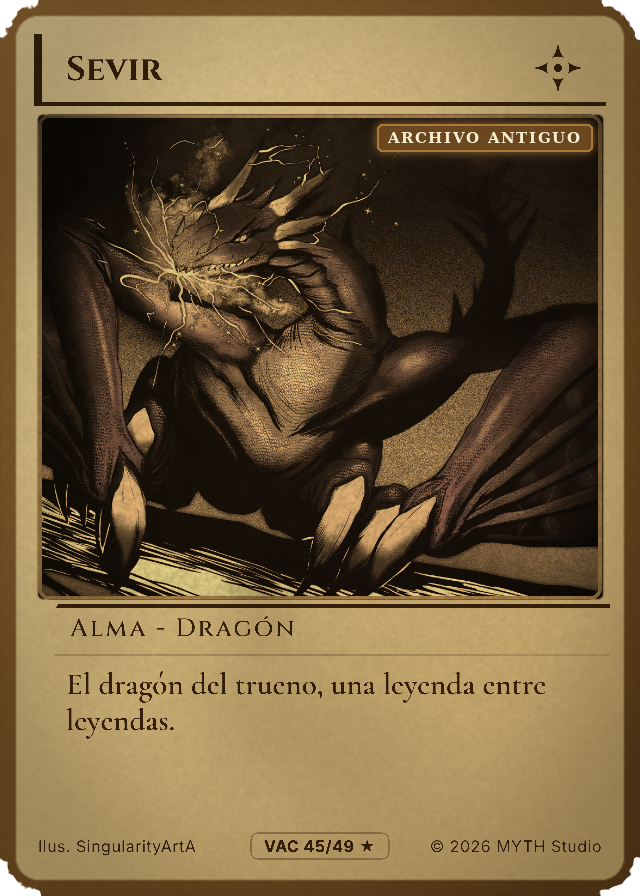 Sevir
ARCHIVO ANTIGUO
Alma - Dragón
El dragón del trueno, una leyenda entre
leyendas.
Ilus. SingularityArtA
VAC 45/49 ★
© 2026 MYTH Studio